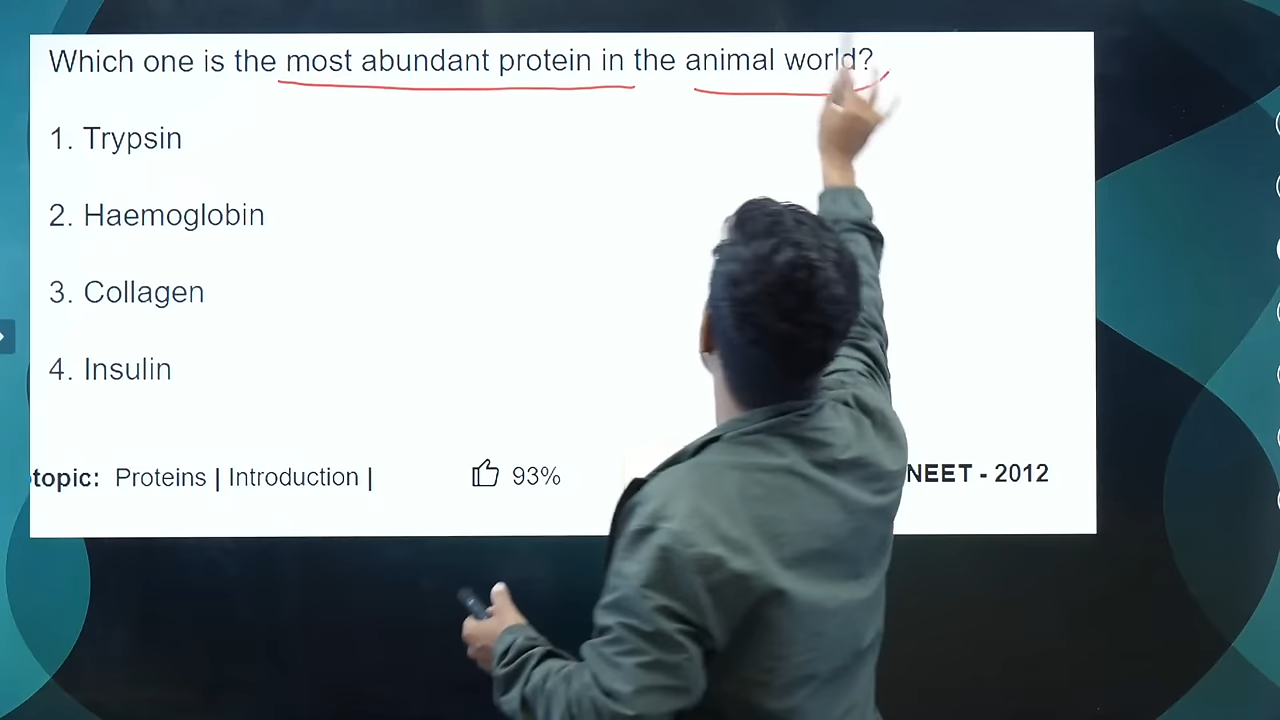 Which one is the most abundant protein in the animal world?
1. Trypsin
2. Haemoglobin
3. Collagen
4. Insulin
topic: Proteins | Introduction |
93%
NEET - 2012